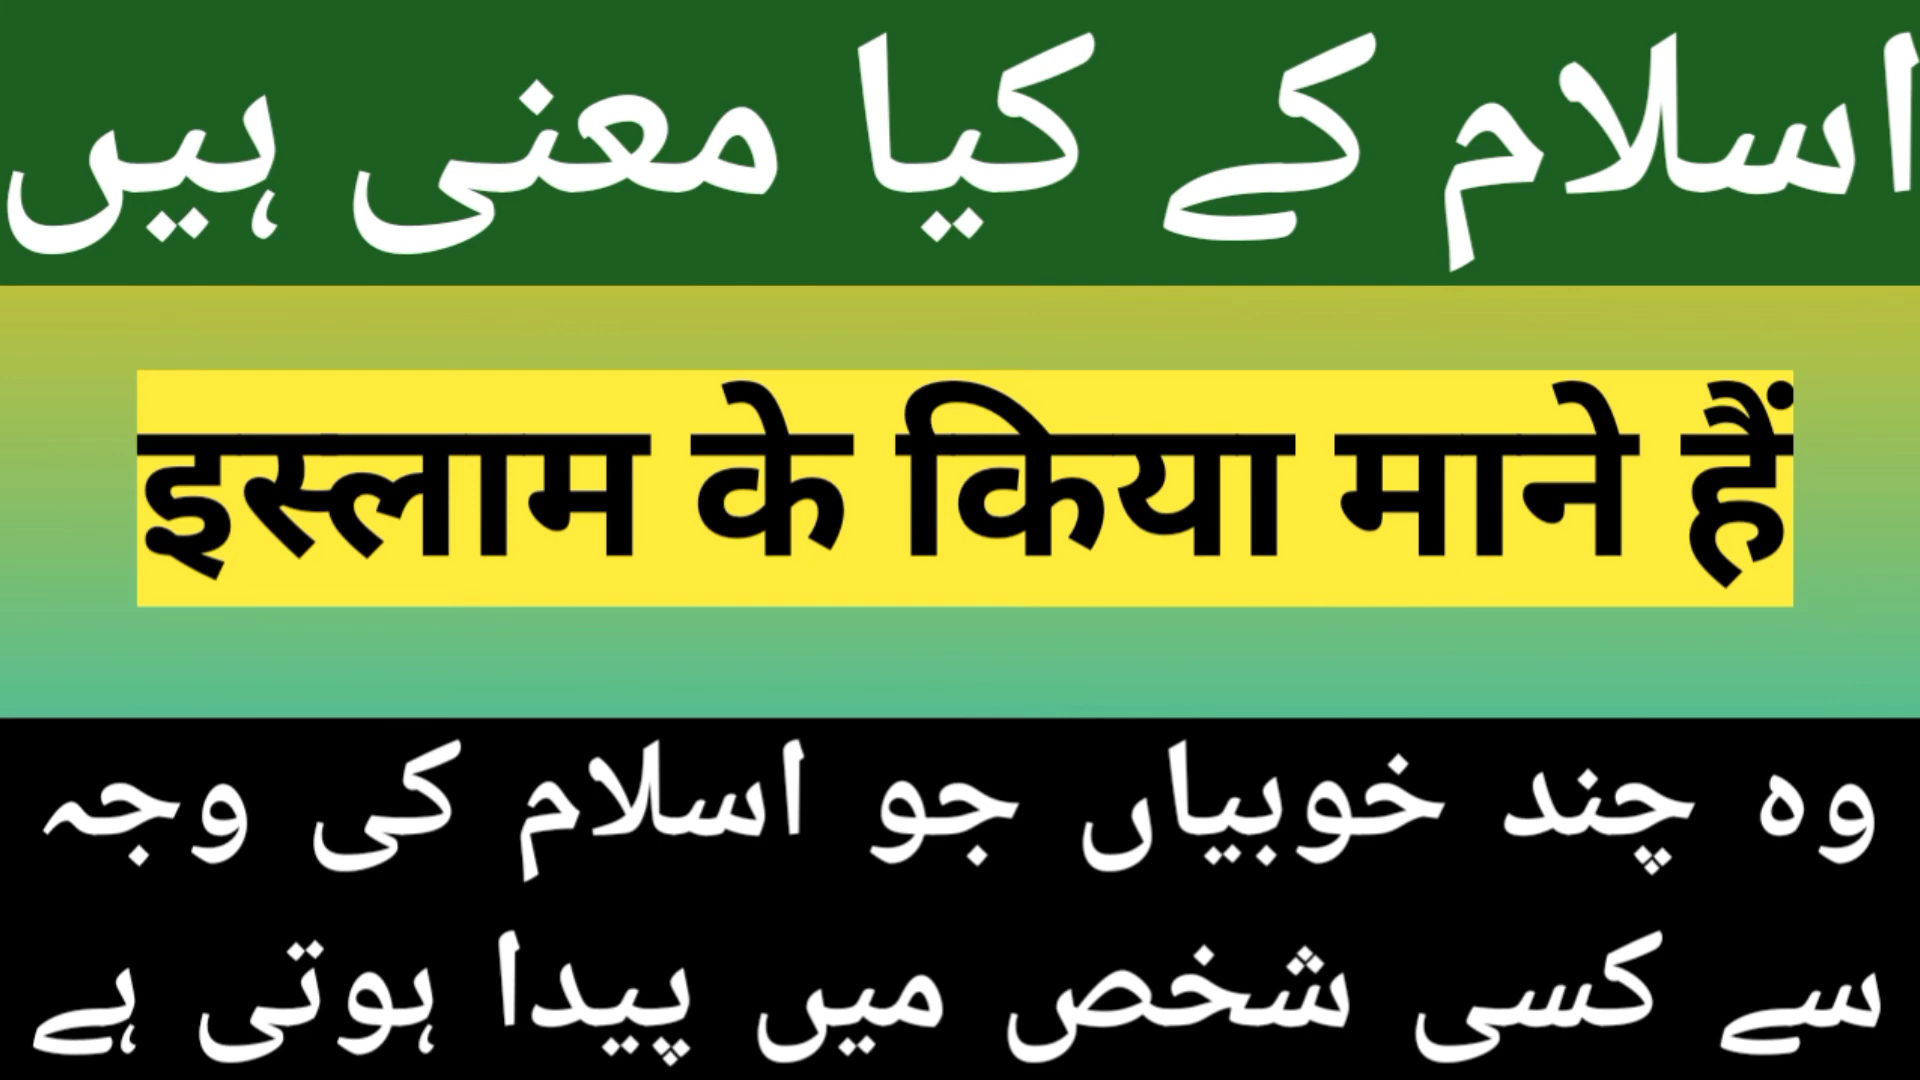 اسلام کے کیا معنی ہیں
इस्लाम के किया माने हैं
وہ چند خوبیاں جو اسلام کی وجہ
سے کسی شخص میں پیدا ہوتی ہے